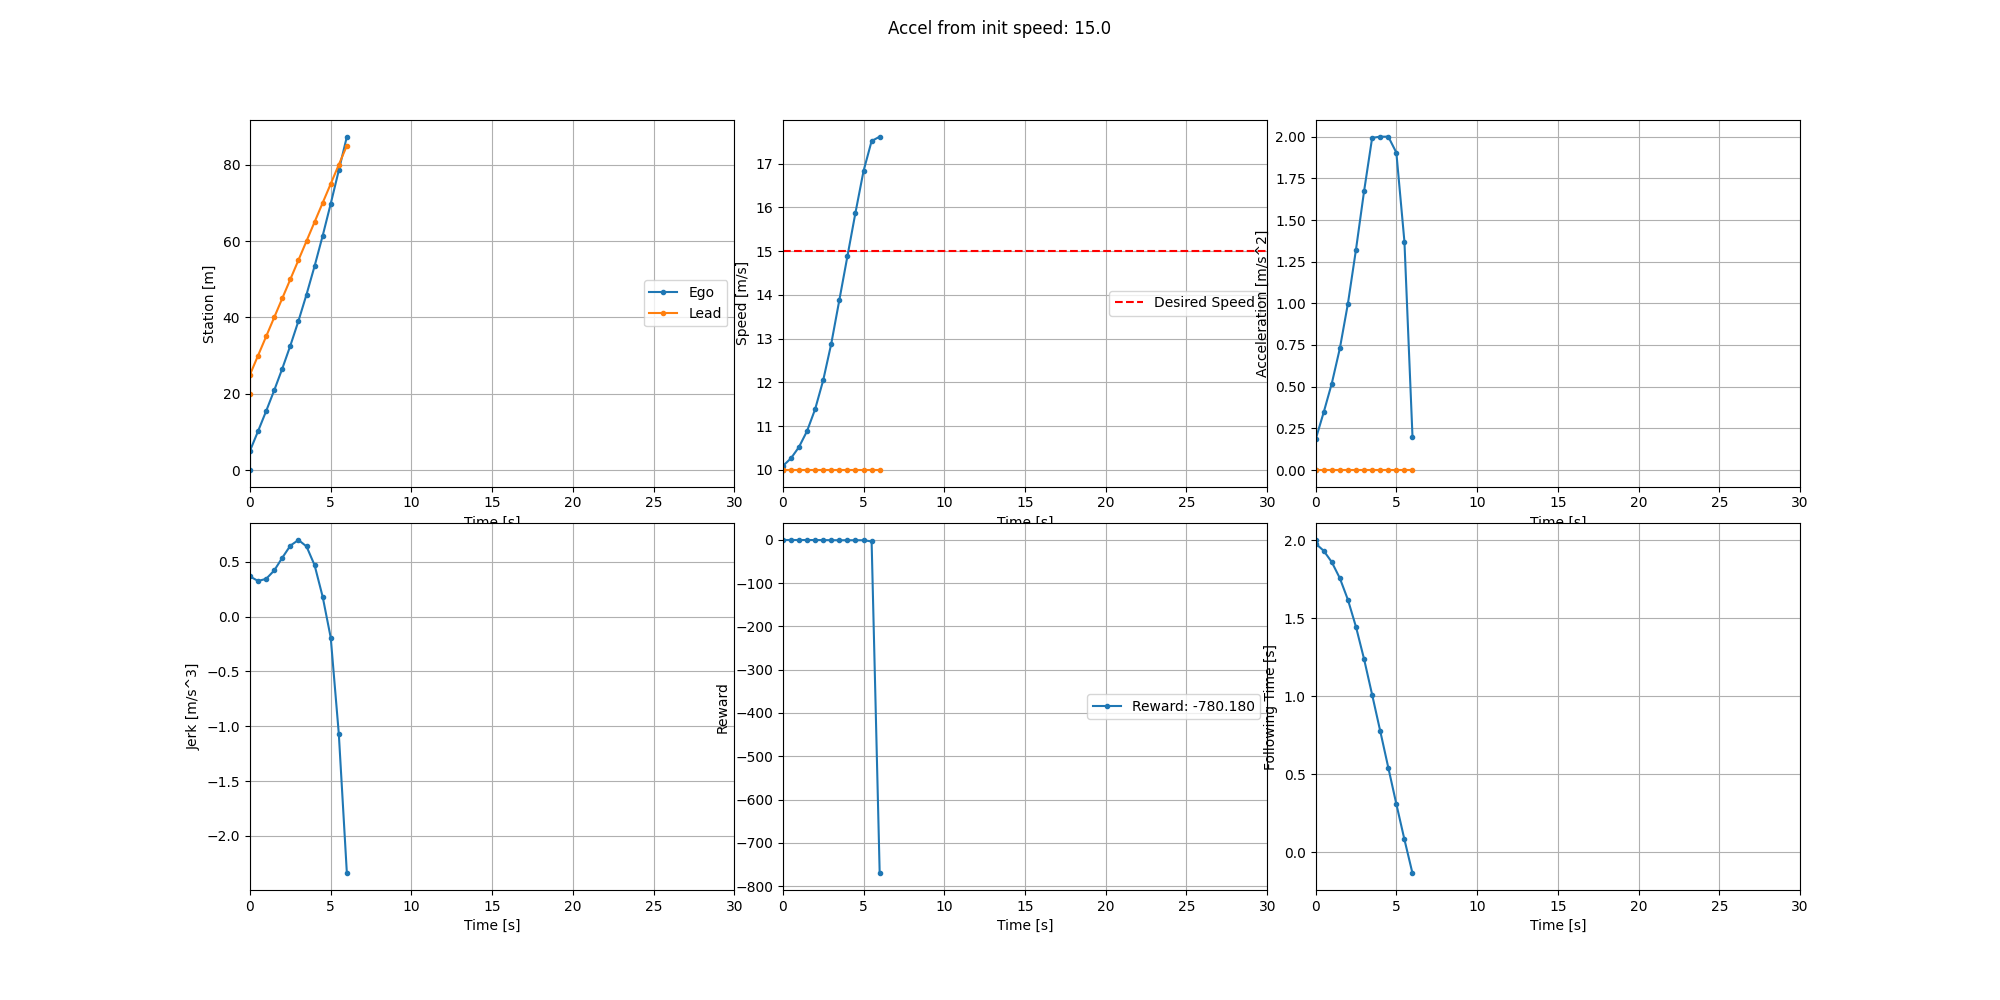 Accel from init speed: 15.0
Station [m]
80
60
40
20
0
Ego
Lead
0 5 10 15 20 25 30
Time [s]
Speed [m/s]
17
16
15
14
13
12
11
10
Desired Speed
0 5 10 15 20 25 30
Time [s]
Acceleration [m/s^2]
2.00
1.75
1.50
1.25
1.00
0.75
0.50
0.25
0.00
0 5 10 15 20 25 30
Time [s]
Jerk [m/s^3]
0.5
0.0
−0.5
−1.0
−1.5
−2.0
0 5 10 15 20 25 30
Time [s]
Reward
0
−100
−200
−300
−400
−500
−600
−700
−800
Reward: -780.180
0 5 10 15 20 25 30
Time [s]
Following Time [s]
2.0
1.5
1.0
0.5
0.0
0 5 10 15 20 25 30
Time [s]